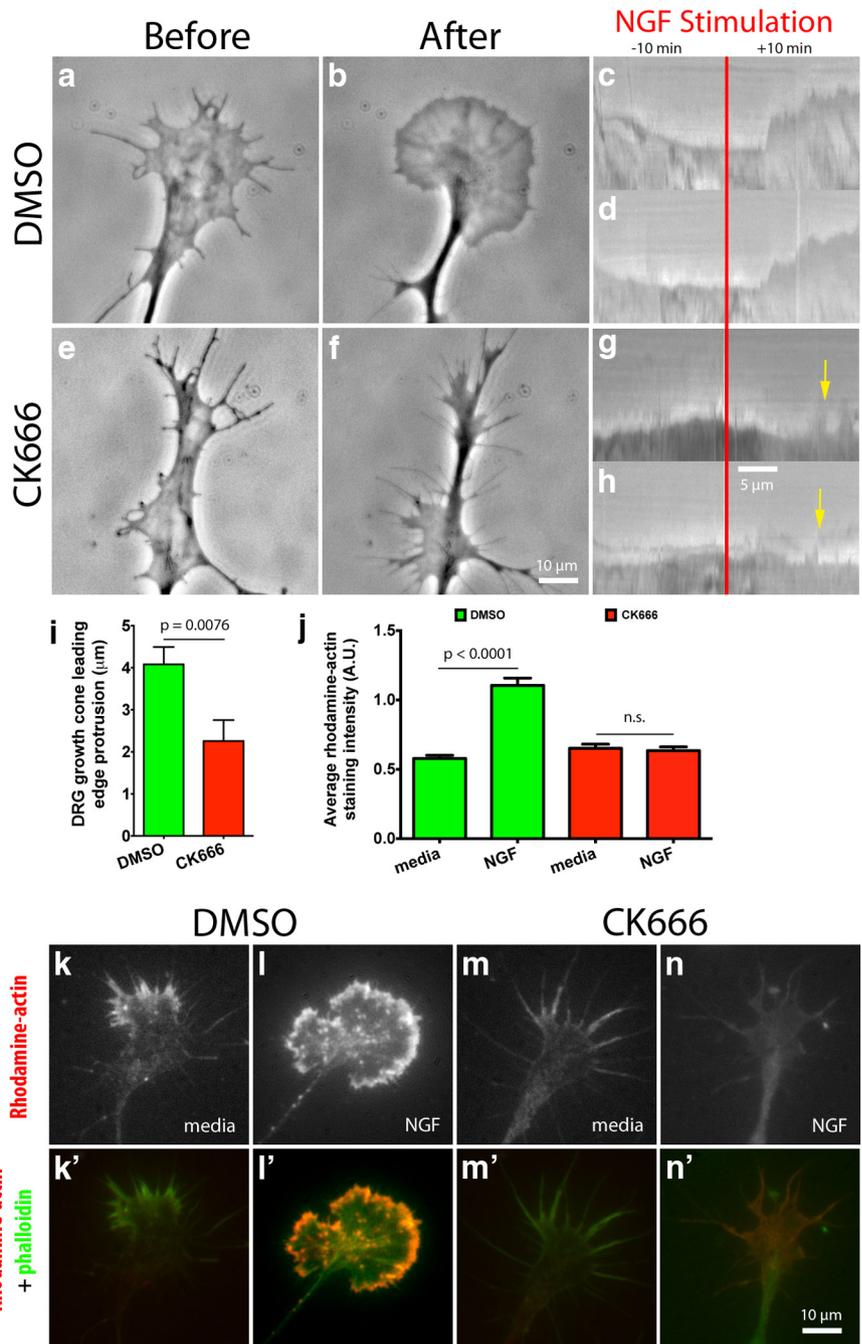 NGF Stimulation
Before
After
-10 min
+10 min
DMSO
a
b
c
d
CK666
e
f
g
h
5 µm
10 µm
i
p = 0.0076
DRG growth cone leading
edge protrusion (µm)
5
4
3
2
1
0
DMSO
CK666
j
DMSO
CK666
Average rhodamine-actin
staining intensity (A.U.)
1.5
1.0
0.5
0.0
p < 0.0001
n.s.
media
NGF
media
NGF
DMSO
CK666
Rhodamine-actin
k
l
m
n
media
NGF
media
NGF
+ phalloidin
k’
l’
m’
n’
10 µm